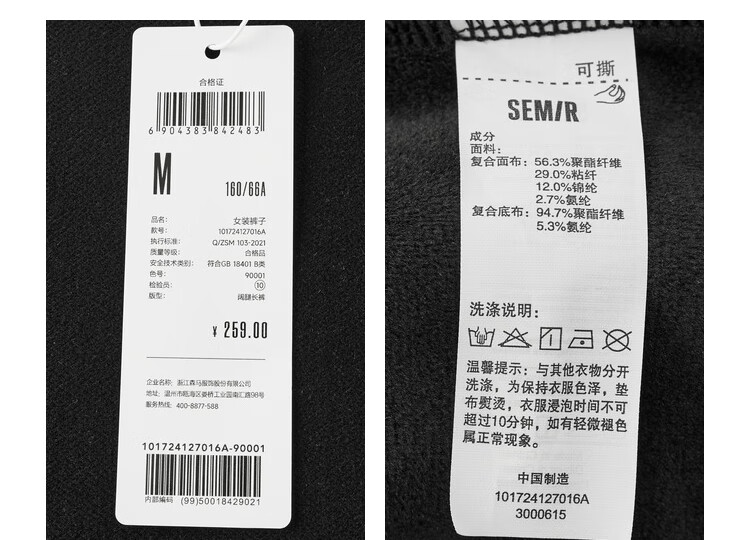 合格证
6 904383 842483
M
160/66A
品名: 女装裤子
款号: 101724127016A
执行标准: Q/ZSM 103-2021
质量等级: 合格品
安全技术类别: 符合GB 18401 B类
色号: 90001
检验员: 10
版型: 阔腿长裤
¥ 259.00
企业名称: 浙江森马服饰股份有限公司
地址: 温州市瓯海区娄桥工业园南汇路98号
服务热线: 400-8877-588
101724127016A-90001
内部编码 (99)50018429021
可撕
SEMIR
成分
面料:
复合面布: 56.3%聚酯纤维
29.0%粘纤
12.0%锦纶
2.7%氨纶
复合底布: 94.7%聚酯纤维
5.3%氨纶
洗涤说明:
温馨提示: 与其他衣物分开
洗涤, 为保持衣服色泽, 垫
布熨烫, 衣服浸泡时间不可
超过10分钟, 如有轻微褪色
属正常现象。
中国制造
101724127016A
3000615